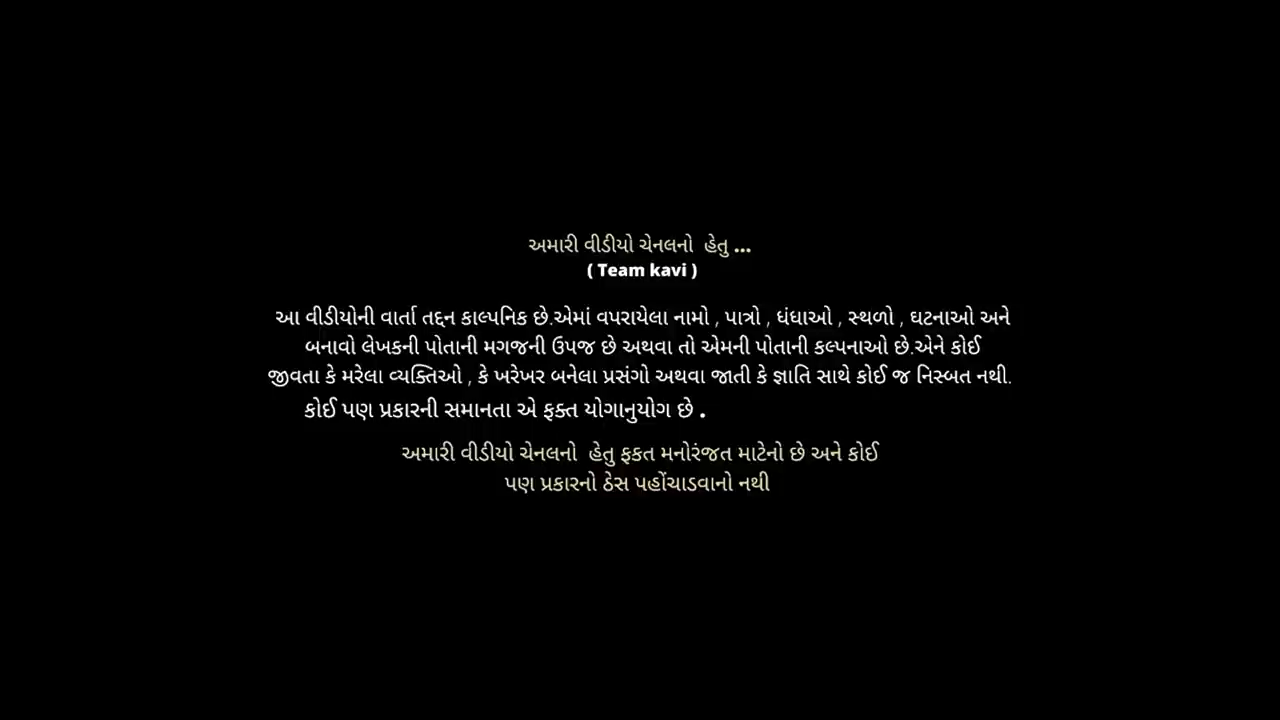 અમારી વીડીયો ચેનલનો હેતુ ...
( Team kavi )
આ વીડીયોની વાર્તા તદ્દન કાલ્પનિક છે.એમાં વપરાયેલા નામો , પાત્રો , ધંધાઓ , સ્થળો , ઘટનાઓ અને
બનાવો લેખકની પોતાની મગજની ઉપજ છે અથવા તો એમની પોતાની કલ્પનાઓ છે.એને કોઈ
જીવતા કે મરેલા વ્યક્તિઓ , કે ખરેખર બનેલા પ્રસંગો અથવા જાતી કે જ્ઞાતિ સાથે કોઈ જ નિસ્બત નથી.
કોઈ પણ પ્રકારની સમાનતા એ ફક્ત યોગાનુયોગ છે .
અમારી વીડીયો ચેનલનો હેતુ ફકત મનોરંજત માટેનો છે અને કોઈ
પણ પ્રકારનો ઠેસ પહોંચાડવાનો નથી